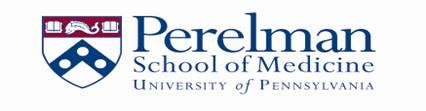 Perelman
School of Medicine
UNIVERSITY of PENNSYLVANIA